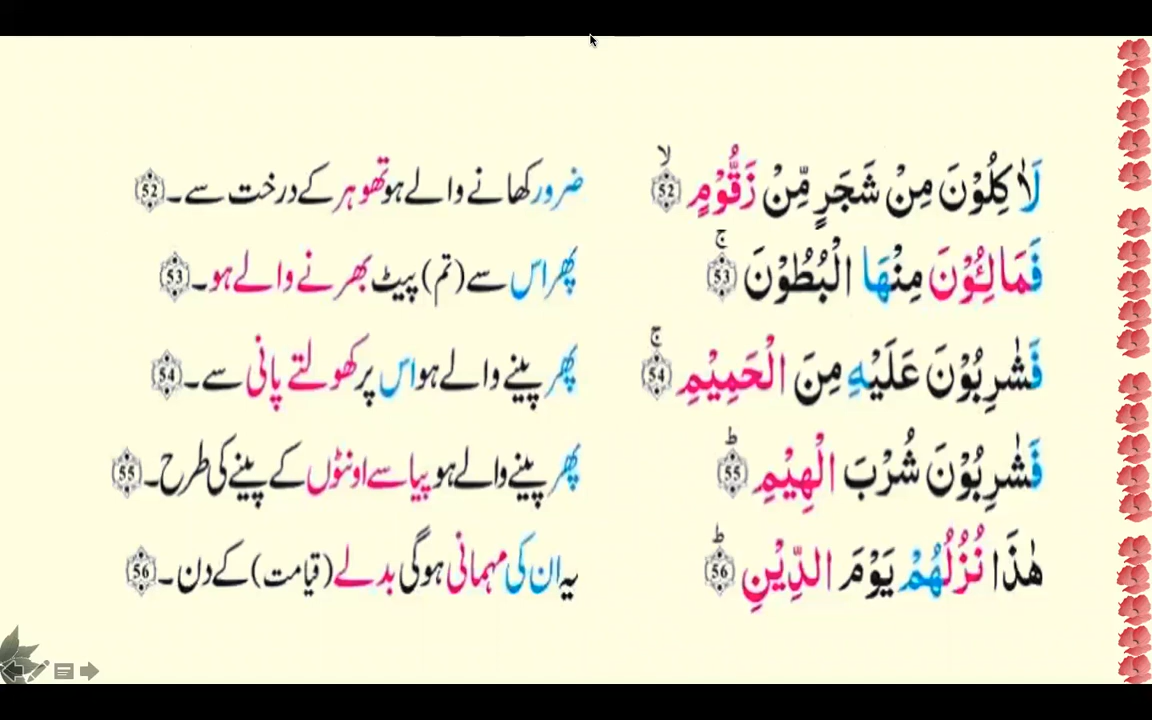 لَاٰكِلُوْنَ مِنْ شَجَرٍ مِّنْ زَقُّوْمٍ ۙ 52 ضرور کھانے والے ہو تھوہر کے درخت سے۔ 52
فَمَالِـُٔوْنَ مِنْهَا الْبُطُوْنَ ۚ 53 پھر اس سے (تم) پیٹ بھرنے والے ہو۔ 53
فَشٰرِبُوْنَ عَلَيْهِ مِنَ الْحَمِيْمِ ۚ 54 پھر پینے والے ہو اس پر کھولتے پانی سے۔ 54
فَشٰرِبُوْنَ شُرْبَ الْهِيْمِ ؕ 55 پھر پینے والے ہو پیاسے اونٹوں کے پینے کی طرح۔ 55
هٰذَا نُزُلُهُمْ يَوْمَ الدِّيْنِ ؕ 56 یہ ان کی مہمانی ہوگی بدلے (قیامت) کے دن۔ 56